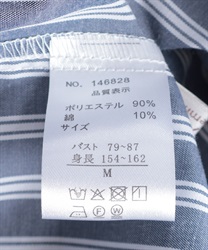 NO. 146828
品質表示
ポリエステル 90%
綿 10%
サイズ
バスト 79~87
身長 154~162
M